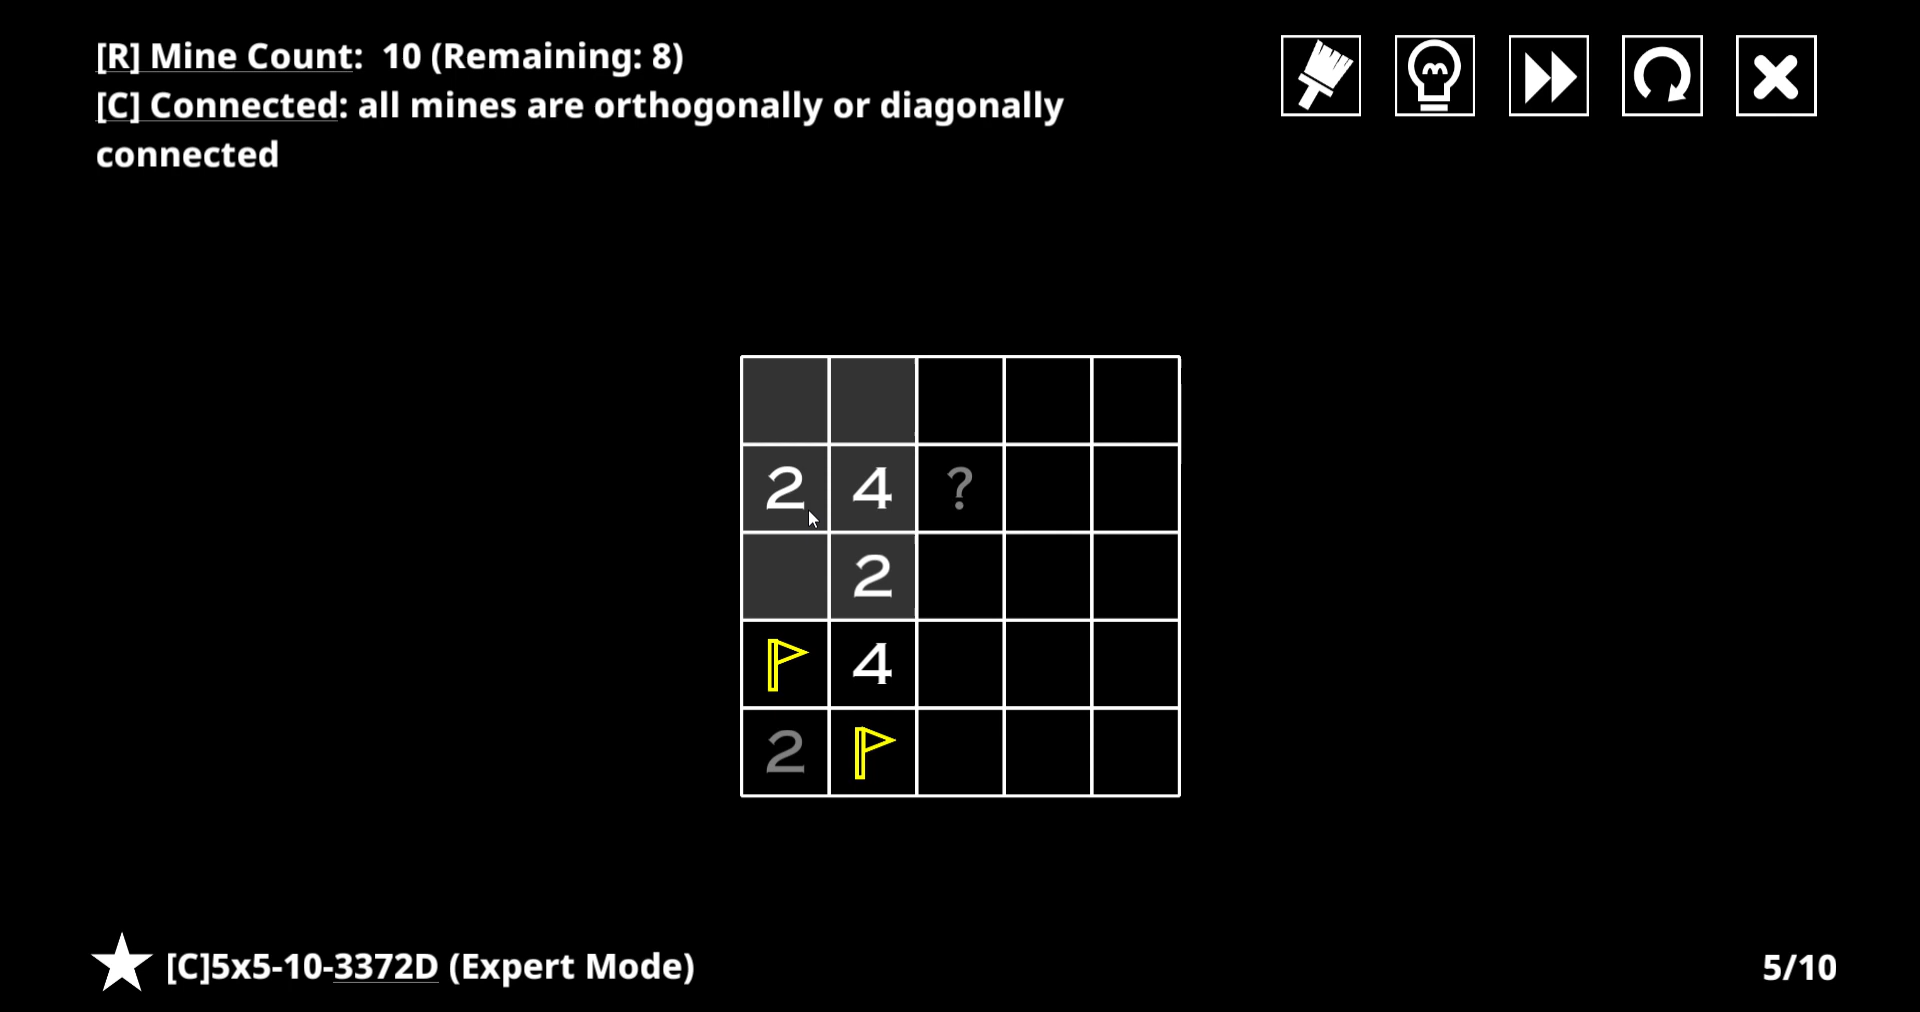 [R] Mine Count: 10 (Remaining: 8)
[C] Connected: all mines are orthogonally or diagonally
connected
2 4 ?
2
4
2
[C]5x5-10-3372D (Expert Mode)
5/10